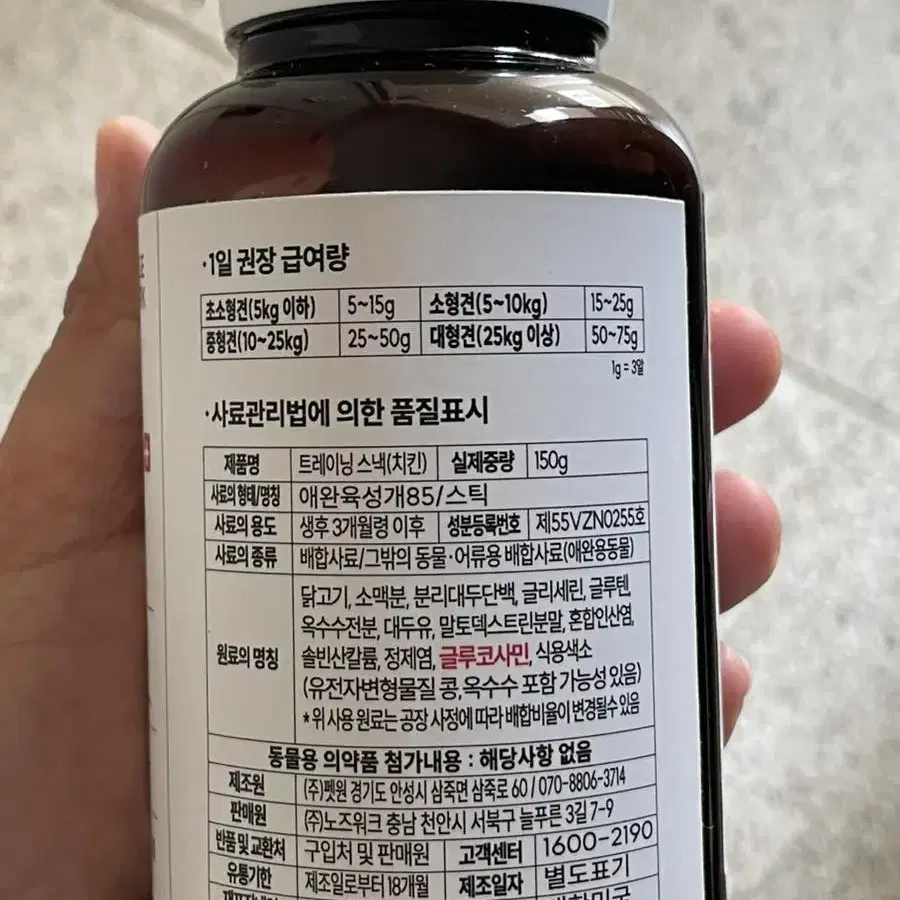 ·1일 권장 급여량
초소형견(5kg 이하) 5~15g 소형견(5~10kg) 15~25g
중형견(10~25kg) 25~50g 대형견(25kg 이상) 50~75g
1g = 3알
·사료관리법에 의한 품질표시
제품명 트레이닝 스낵(치킨) 실제중량 150g
사료의 형태/명칭 애완육성개85/스틱
사료의 용도 생후 3개월령 이후 성분등록번호 제55VZN0255호
사료의 종류 배합사료/그밖의 동물·어류용 배합사료(애완용동물)
원료의 명칭 닭고기, 소맥분, 분리대두단백, 글리세린, 글루텐,
옥수수전분, 대두유, 말토덱스트린분말, 혼합인산염,
솔빈산칼륨, 정제염, 글루코사민, 식용색소
(유전자변형물질 콩, 옥수수 포함 가능성 있음)
*위 사용 원료는 공장 사정에 따라 배합비율이 변경될수 있음
동물용 의약품 첨가내용 : 해당사항 없음
제조원 (주)펫원 경기도 안성시 삼죽면 삼죽로 60 / 070-8806-3714
판매원 (주)노즈워크 충남 천안시 서북구 늘푸른 3길 7-9
반품 및 교환처 구입처 및 판매원 고객센터 1600-2190
유통기한 제조일로부터 18개월 제조일자 별도표기